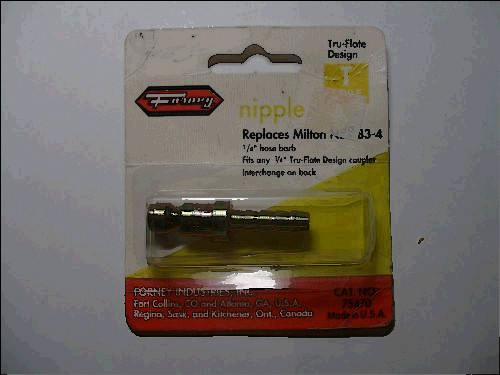 Tru-Flate
Design
T
Forney
nipple
Replaces Milton 83-4
1/4" hose barb
Fits any 1/4" Tru-Flate Design coupler
Interchange on back
FORNEY INDUSTRIES, INC.
Fort Collins, CO and Atlanta, GA, U.S.A.
Regina, Sask, and Kitchener, Ont., Canada
CAT. NO.
75470
Made in U.S.A.